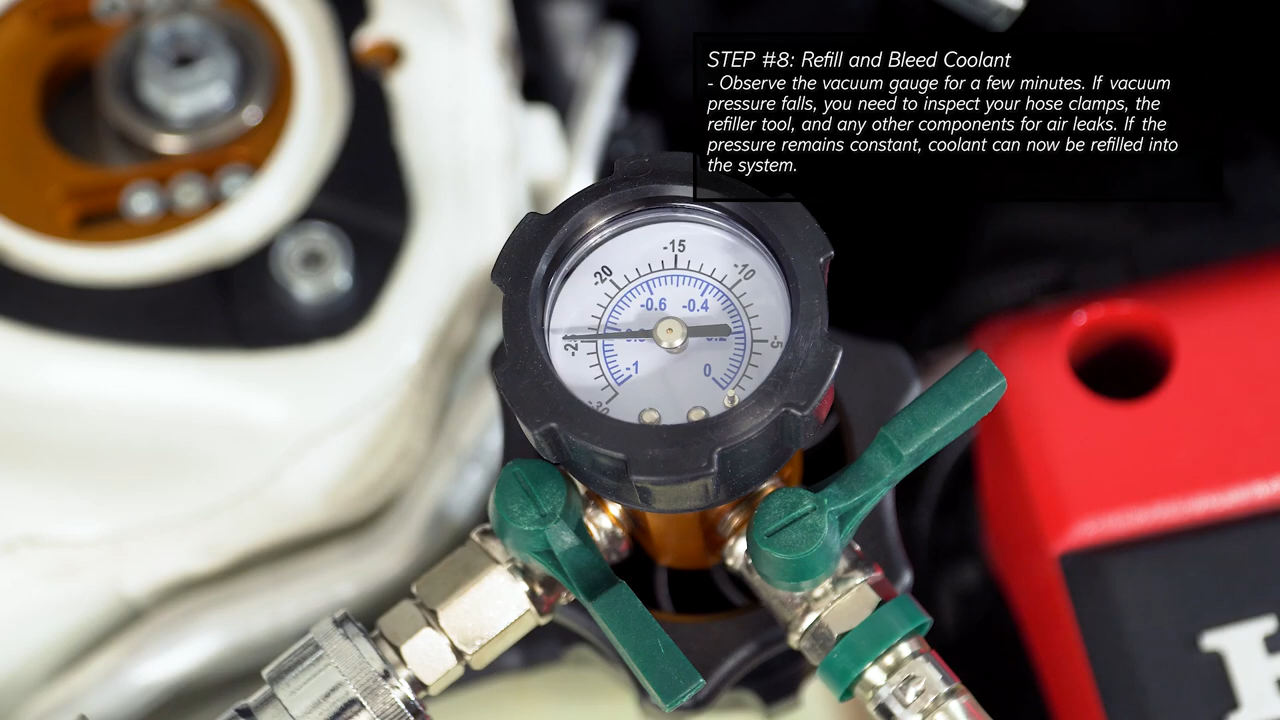 STEP #8: Refill and Bleed Coolant
- Observe the vacuum gauge for a few minutes. If vacuum
pressure falls, you need to inspect your hose clamps, the
refiller tool, and any other components for air leaks. If the
pressure remains constant, coolant can now be refilled into
the system.
-15
-20 -10
-0.6 -0.4
-5
-1 0
-30